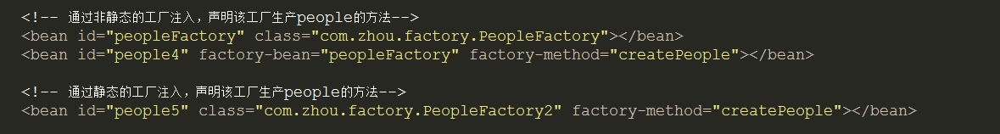 <!-- 通过非静态的工厂注入，声明该工厂生产people的方法-->
<bean id="peopleFactory" class="com.zhou.factory.PeopleFactory"></bean>
<bean id="people4" factory-bean="peopleFactory" factory-method="createPeople"></bean>
<!-- 通过静态的工厂注入，声明该工厂生产people的方法-->
<bean id="people5" class="com.zhou.factory.PeopleFactory2" factory-method="createPeople"></bean>